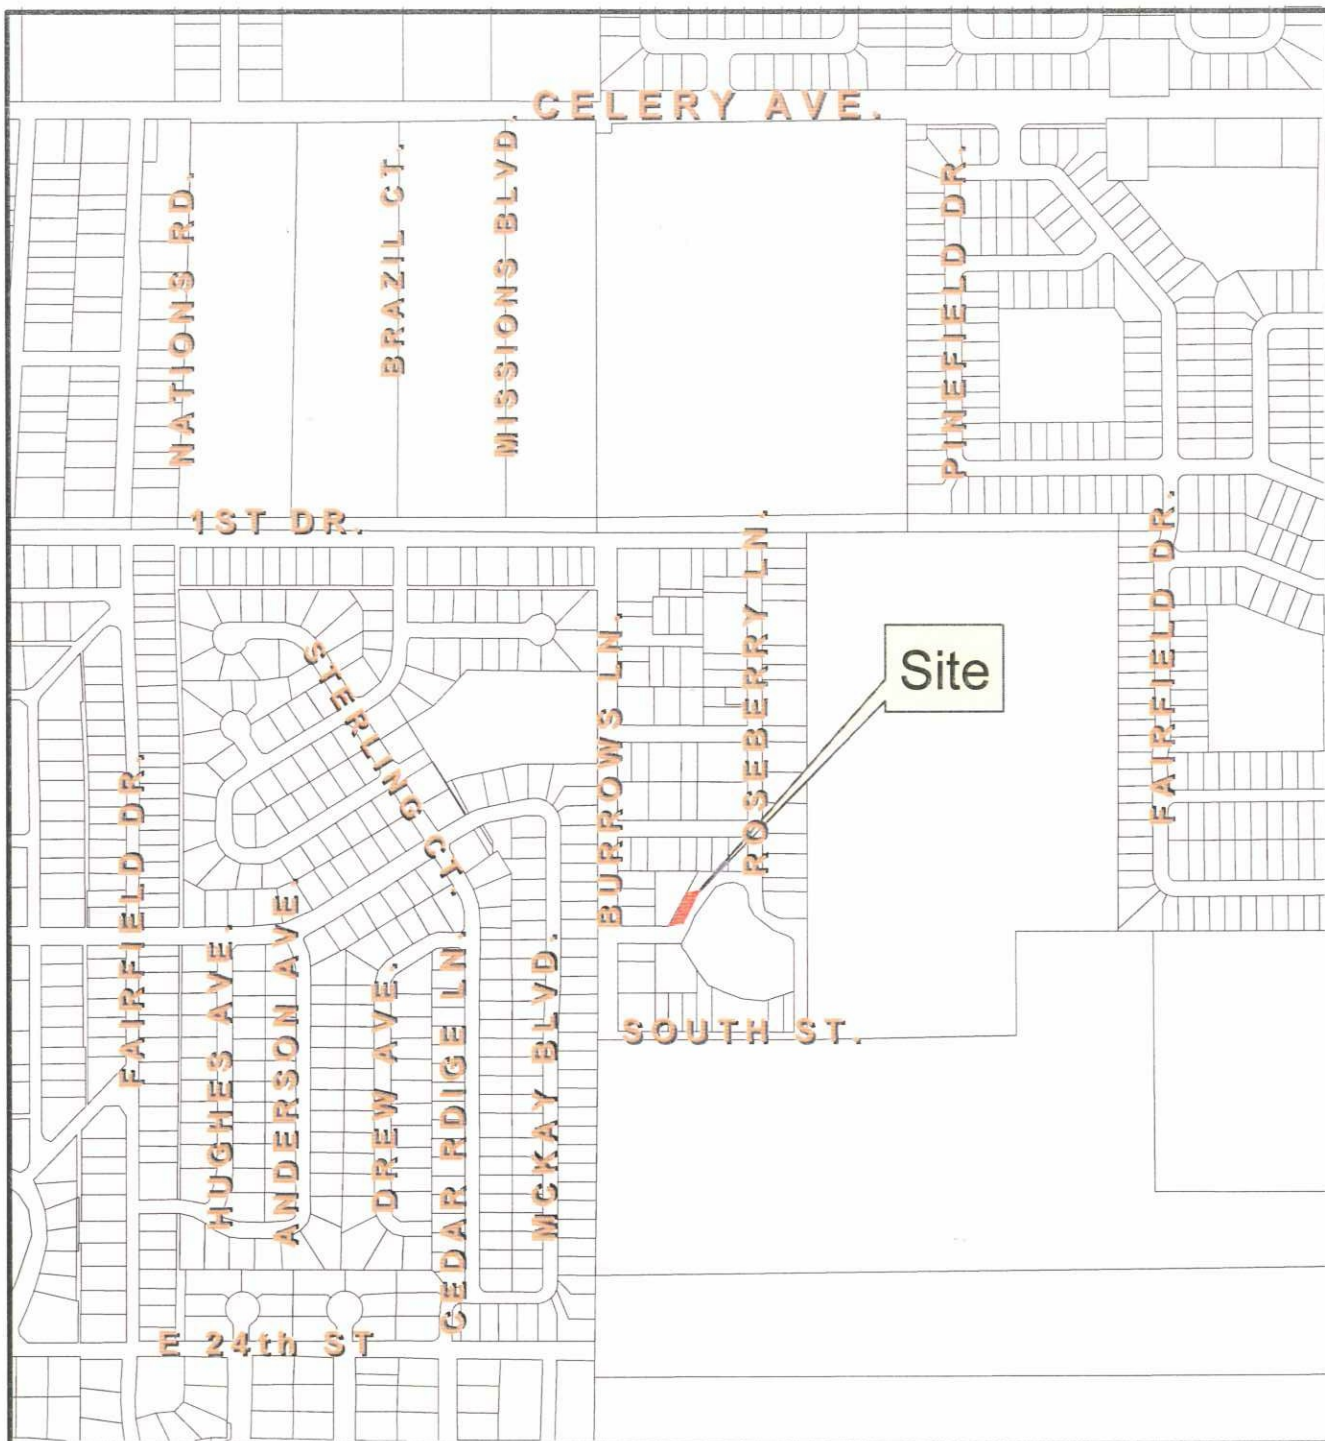 CELERY AVE.
NATIONS RD.
BRAZIL CT.
MISSIONS BLVD.
PINEFIELD DR.
1ST DR.
STERLING CT.
BURROWS LN.
ROSEBERRY LN.
Site
FAIRFIELD DR.
FAIRFIELD DR.
HUGHES AVE.
ANDERSON AVE.
DREW AVE.
CEDAR RDIGE LN.
MCKAY BLVD.
SOUTH ST.
E 24th ST